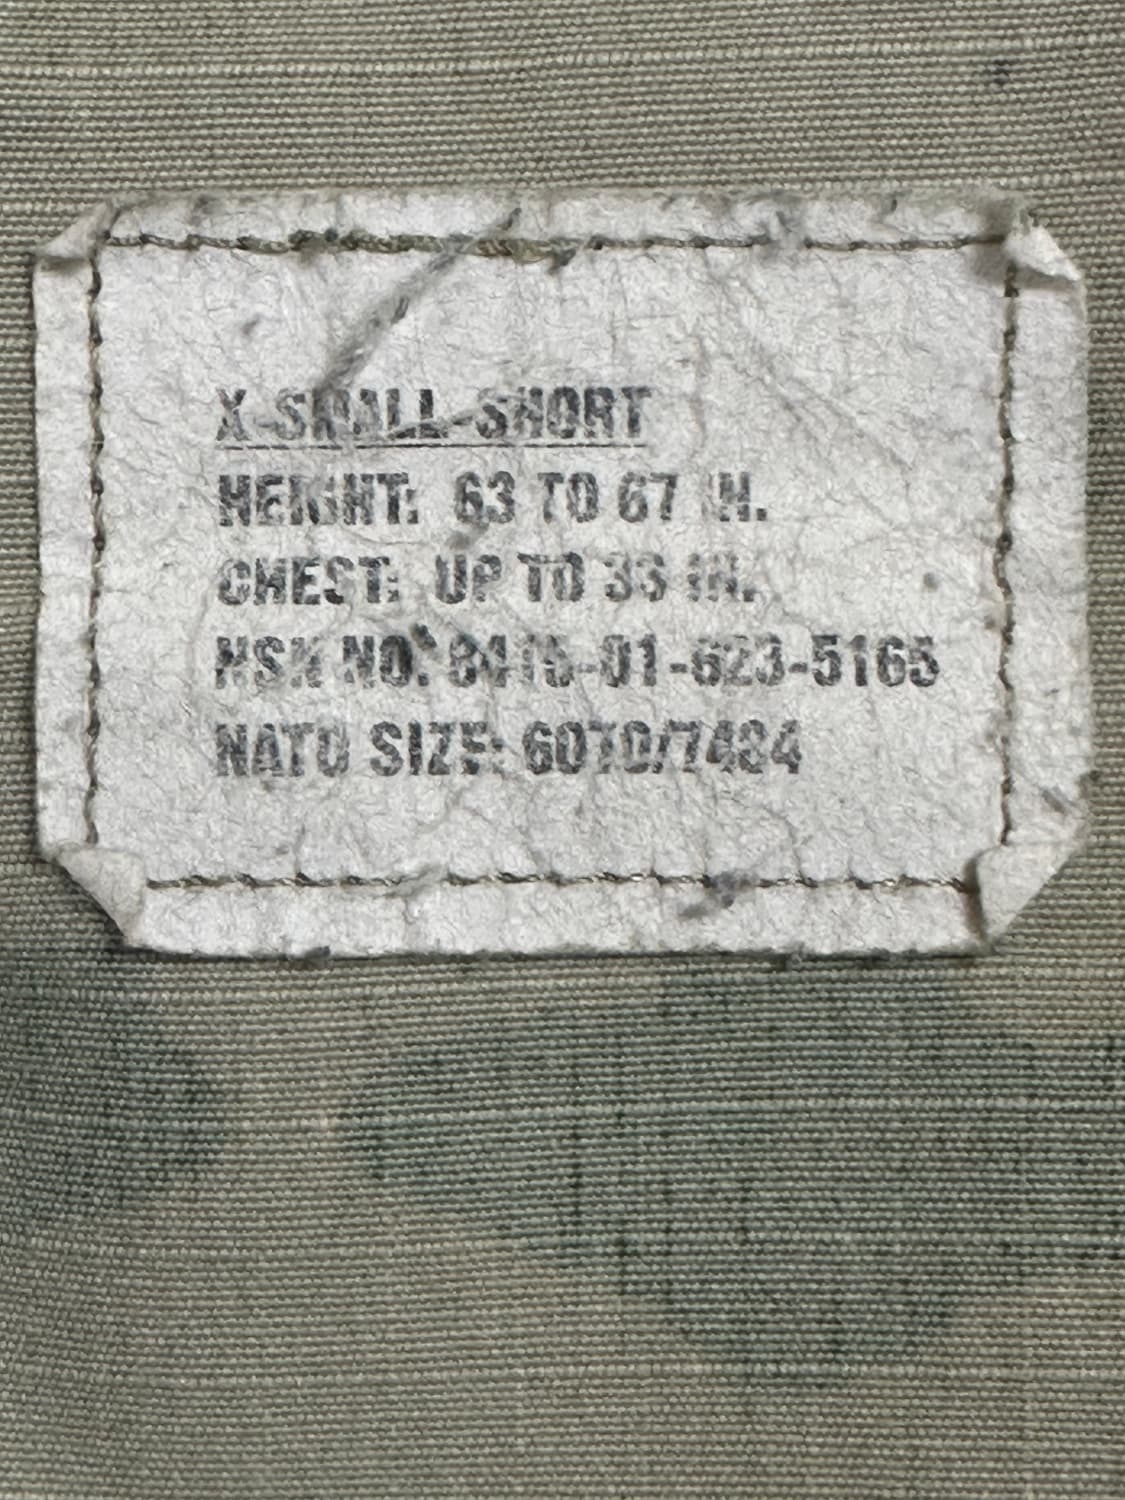 X-SMALL-SHORT
HEIGHT: 63 TO 67 IN.
CHEST: UP TO 33 IN.
NSN NO. 8415-01-623-5165
NATO SIZE: 6070/7484